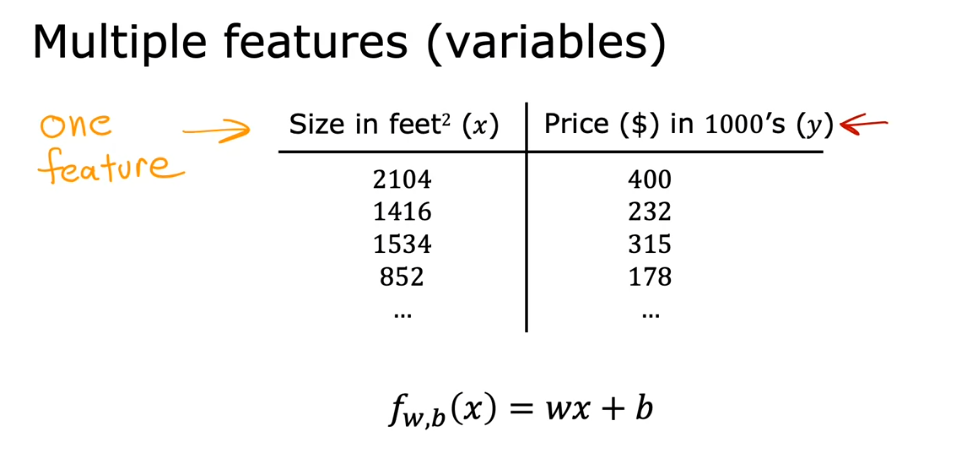 Multiple features (variables)
one
feature
→
Size in feet² (x) Price ($) in 1000's (y) ←
2104 400
1416 232
1534 315
852 178
... ...
f_{w,b}(x) = wx + b